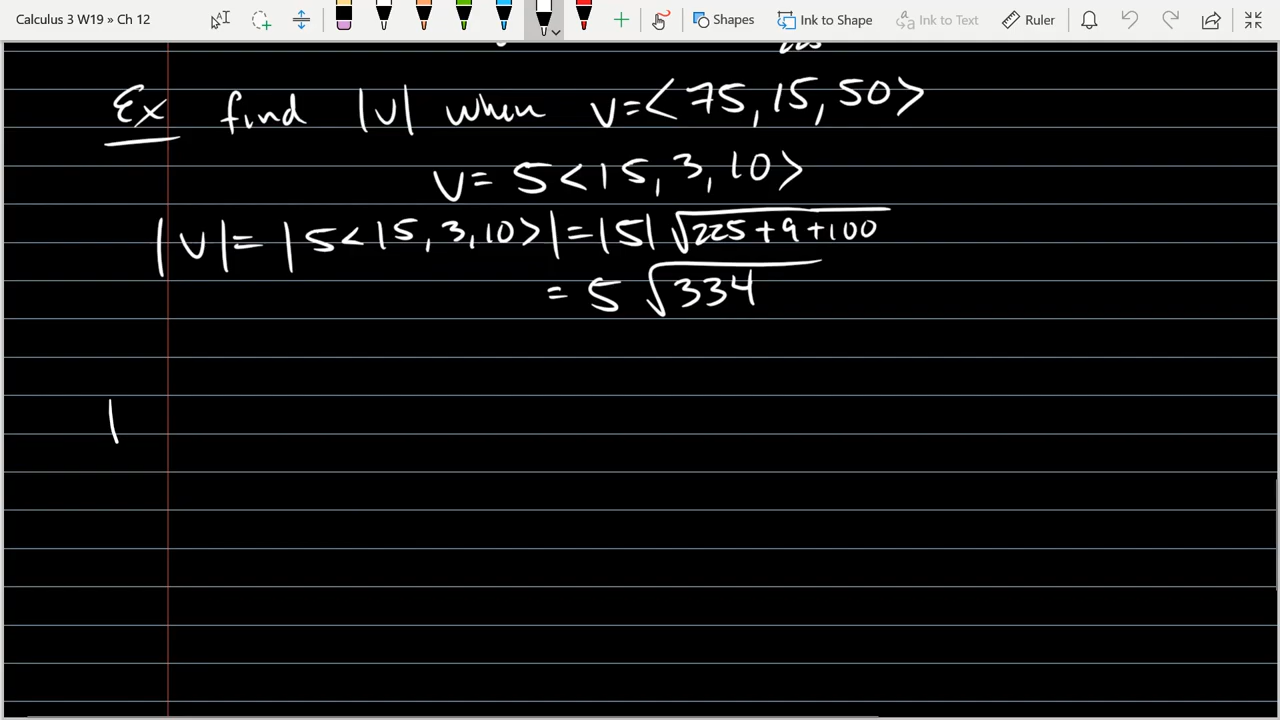 Calculus 3 W19 » Ch 12 Shapes Ink to Shape Ink to Text Ruler
Ex find |v| when v=<75,15,50>
v= 5<15,3,10>
|v|=|5<15,3,10>|=|5|√225+9+100
= 5√334